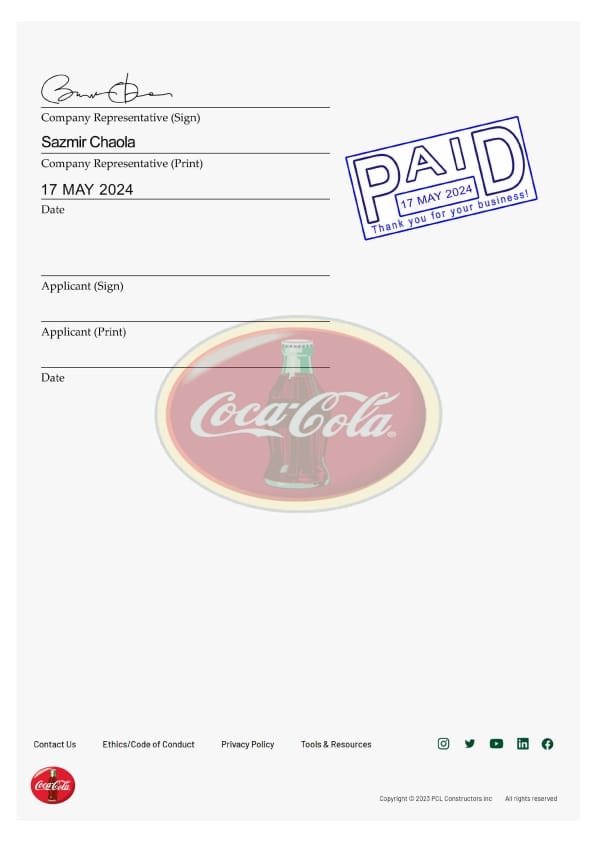 Company Representative (Sign)
Sazmir Chaola
Company Representative (Print)
17 MAY 2024
Date
PAID
17 MAY 2024
Thank you for your business!
Applicant (Sign)
Applicant (Print)
Date
Coca-Cola®
Contact Us Ethics/Code of Conduct Privacy Policy Tools & Resources
Coca-Cola
Copyright © 2023 PCL Constructors Inc All rights reserved